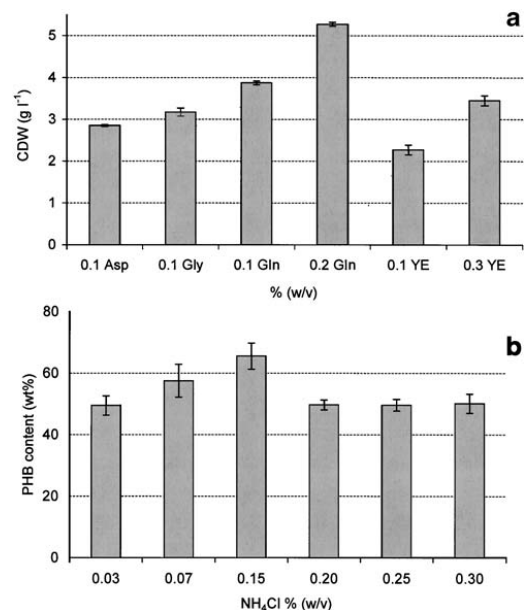 a
CDW (g l⁻¹)
5
4
3
2
1
0
0.1 Asp 0.1 Gly 0.1 Gln 0.2 Gln 0.1 YE 0.3 YE
% (w/v)
b
PHB content (wt%)
80
60
40
20
0
0.03 0.07 0.15 0.20 0.25 0.30
NH₄Cl % (w/v)